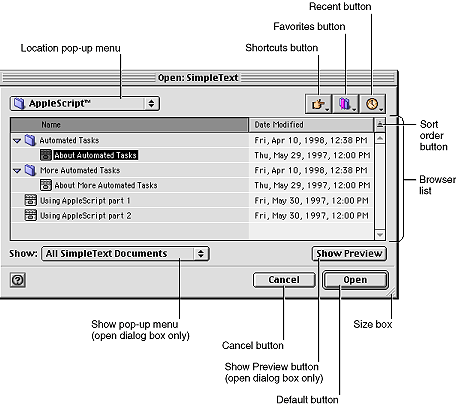 Recent button
Favorites button
Location pop-up menu
Shortcuts button
Open: SimpleText
AppleScript™
Name
Date Modified
Sort
order
button
Automated Tasks
Fri, Apr 10, 1998, 12:38 PM
About Automated Tasks
Thu, May 29, 1997, 12:00 PM
More Automated Tasks
Fri, Apr 10, 1998, 12:38 PM
About More Automated Tasks
Thu, May 29, 1997, 12:00 PM
Using AppleScript part 1
Fri, May 30, 1997, 12:00 PM
Using AppleScript part 2
Fri, May 30, 1997, 12:00 PM
Browser
list
Show:
All SimpleText Documents
Show Preview
?
Cancel
Open
Show pop-up menu
(open dialog box only)
Cancel button
Size box
Show Preview button
(open dialog box only)
Default button